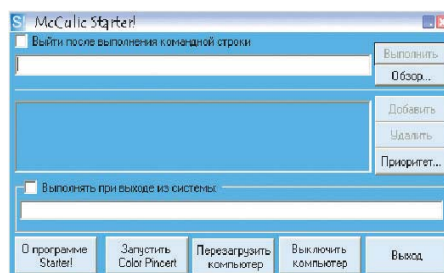 McCulic Starter!
Выйти после выполнения командной строки
Выполнить
Обзор...
Добавить
Удалить
Приоритет...
Выполнять при выходе из системы:
О программе
Starter!
Запустить
Color Pincert
Перезагрузить
компьютер
Выключить
компьютер
Выход